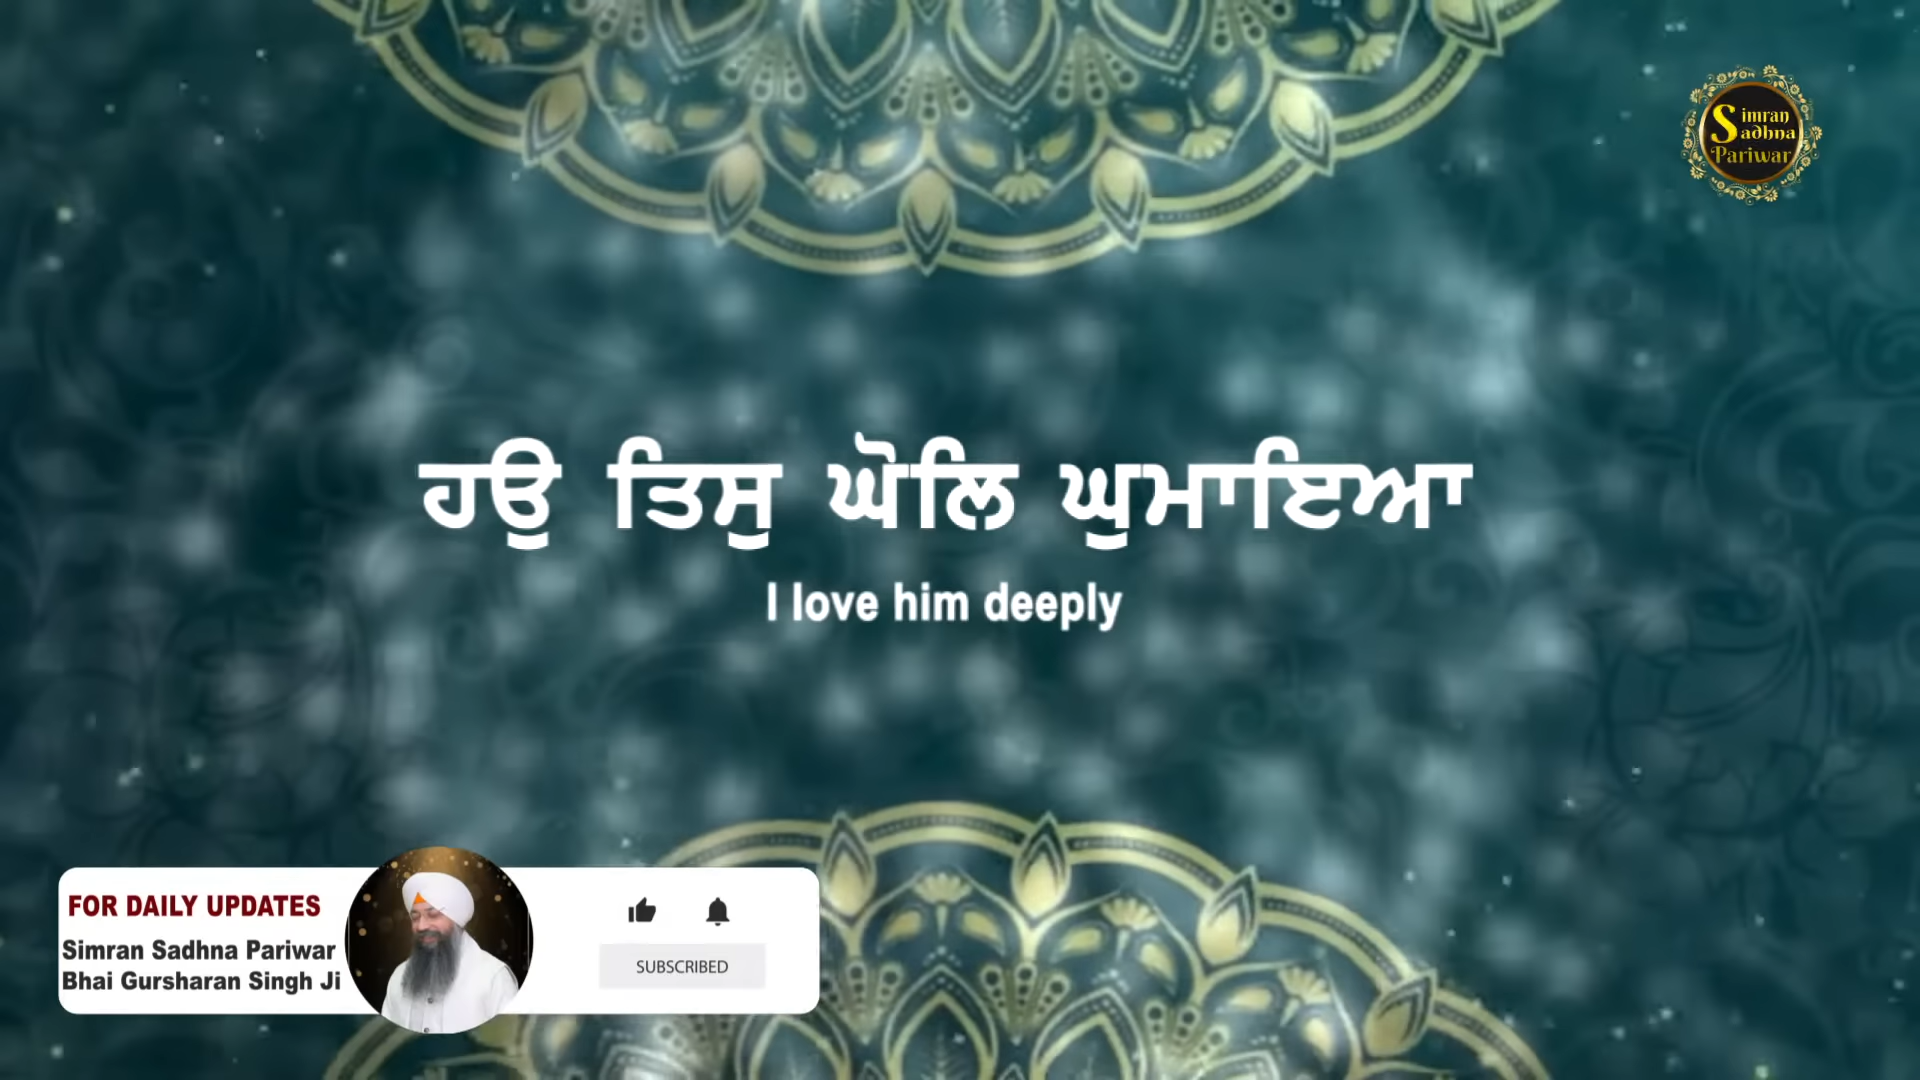 Simran
Sadhna
Pariwar
ਹਉ ਤਿਸੁ ਘੋਲਿ ਘੁਮਾਇਆ
I love him deeply
FOR DAILY UPDATES
Simran Sadhna Pariwar
Bhai Gursharan Singh Ji
SUBSCRIBED